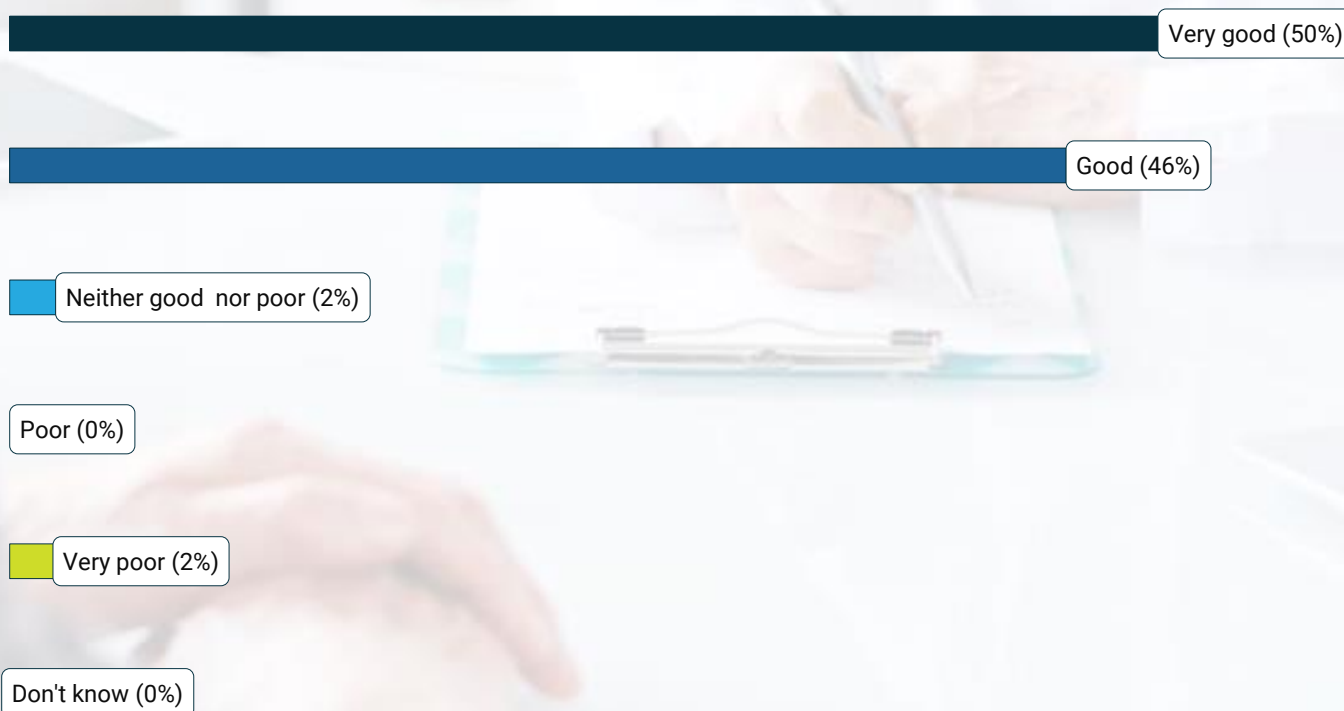 Very good (50%)
Good (46%)
Neither good  nor poor (2%)
Poor (0%)
Very poor (2%)
Don't know (0%)